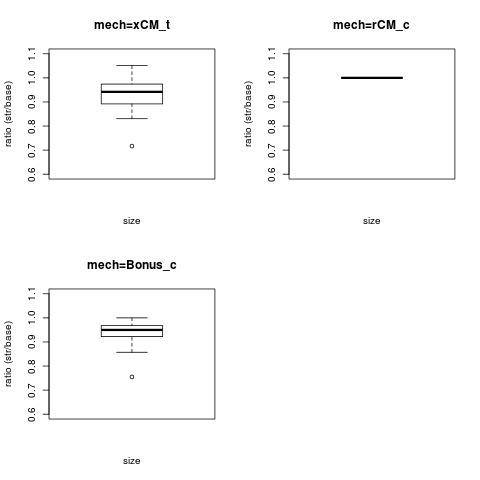 mech=xCM_t
ratio (str/base)
0.6 0.7 0.8 0.9 1.0 1.1
size
mech=rCM_c
ratio (str/base)
0.6 0.7 0.8 0.9 1.0 1.1
size
mech=Bonus_c
ratio (str/base)
0.6 0.7 0.8 0.9 1.0 1.1
size